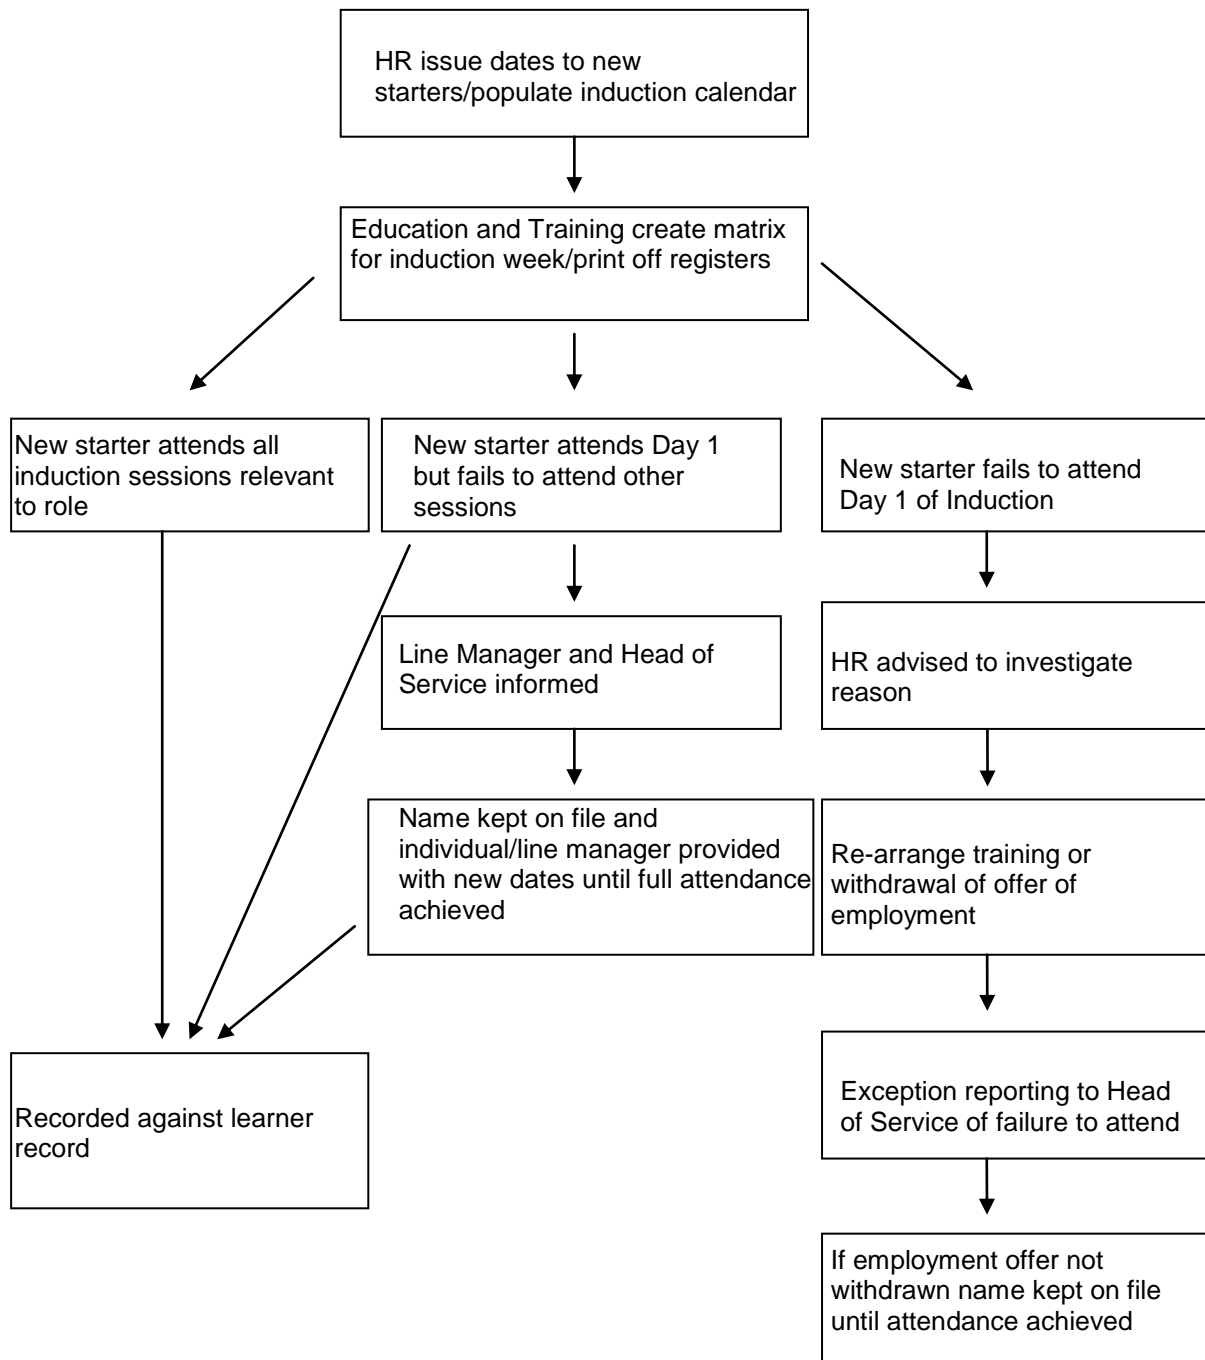 HR issue dates to new
starters/populate induction calendar
Education and Training create matrix
for induction week/print off registers
New starter attends all
induction sessions relevant
to role
New starter attends Day 1
but fails to attend other
sessions
New starter fails to attend
Day 1 of Induction
Line Manager and Head of
Service informed
HR advised to investigate
reason
Name kept on file and
individual/line manager provided
with new dates until full attendance
achieved
Re-arrange training or
withdrawal of offer of
employment
Recorded against learner
record
Exception reporting to Head
of Service of failure to attend
If employment offer not
withdrawn name kept on file
until attendance achieved